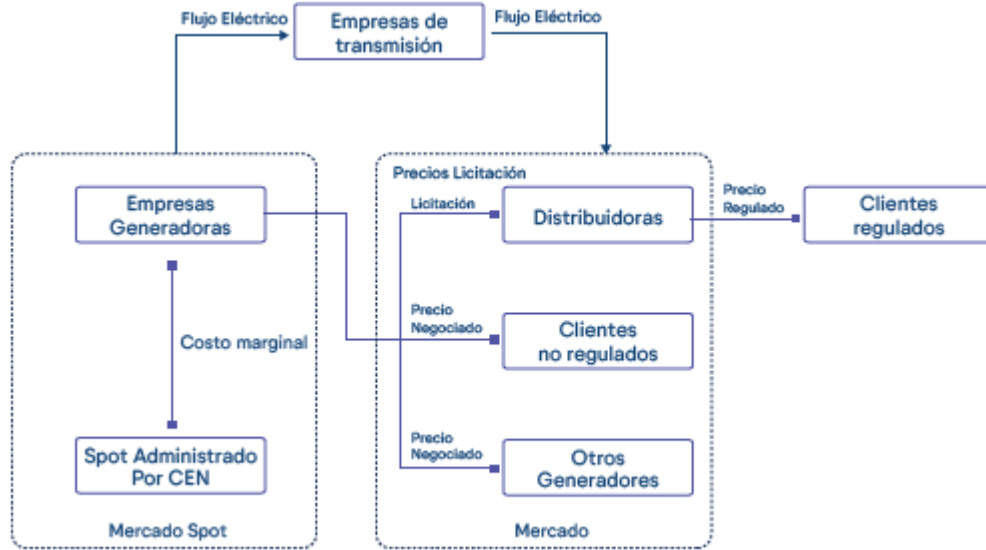 Flujo Eléctrico
Empresas de
transmisión
Flujo Eléctrico
Empresas
Generadoras
Costo marginal
Spot Administrado
Por CEN
Mercado Spot
Precios Licitación
Licitación
Distribuidoras
Precio
Regulado
Clientes
regulados
Precio
Negociado
Clientes
no regulados
Precio
Negociado
Otros
Generadores
Mercado